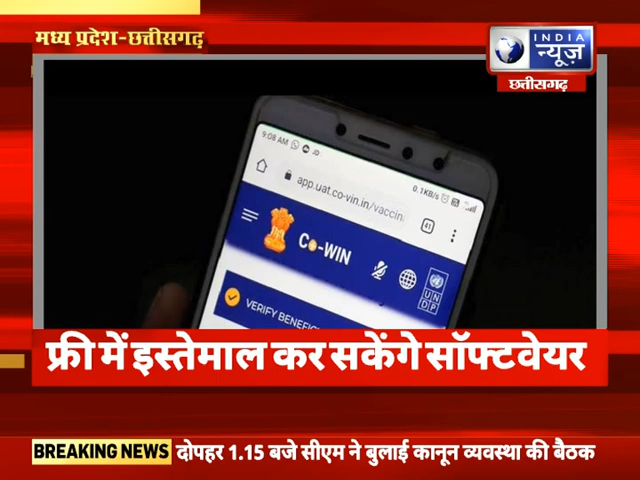 मध्य प्रदेश-छत्तीसगढ़
INDIA
न्यूज़
छत्तीसगढ़
9:08 AM
0.1KB/s
app.uat.co-vin.in/vaccin
41
Co-WIN
U N
D P
VERIFY BENEFIC
फ्री में इस्तेमाल कर सकेंगे सॉफ्टवेयर
BREAKING NEWS दोपहर 1.15 बजे सीएम ने बुलाई कानून व्यवस्था की बैठक